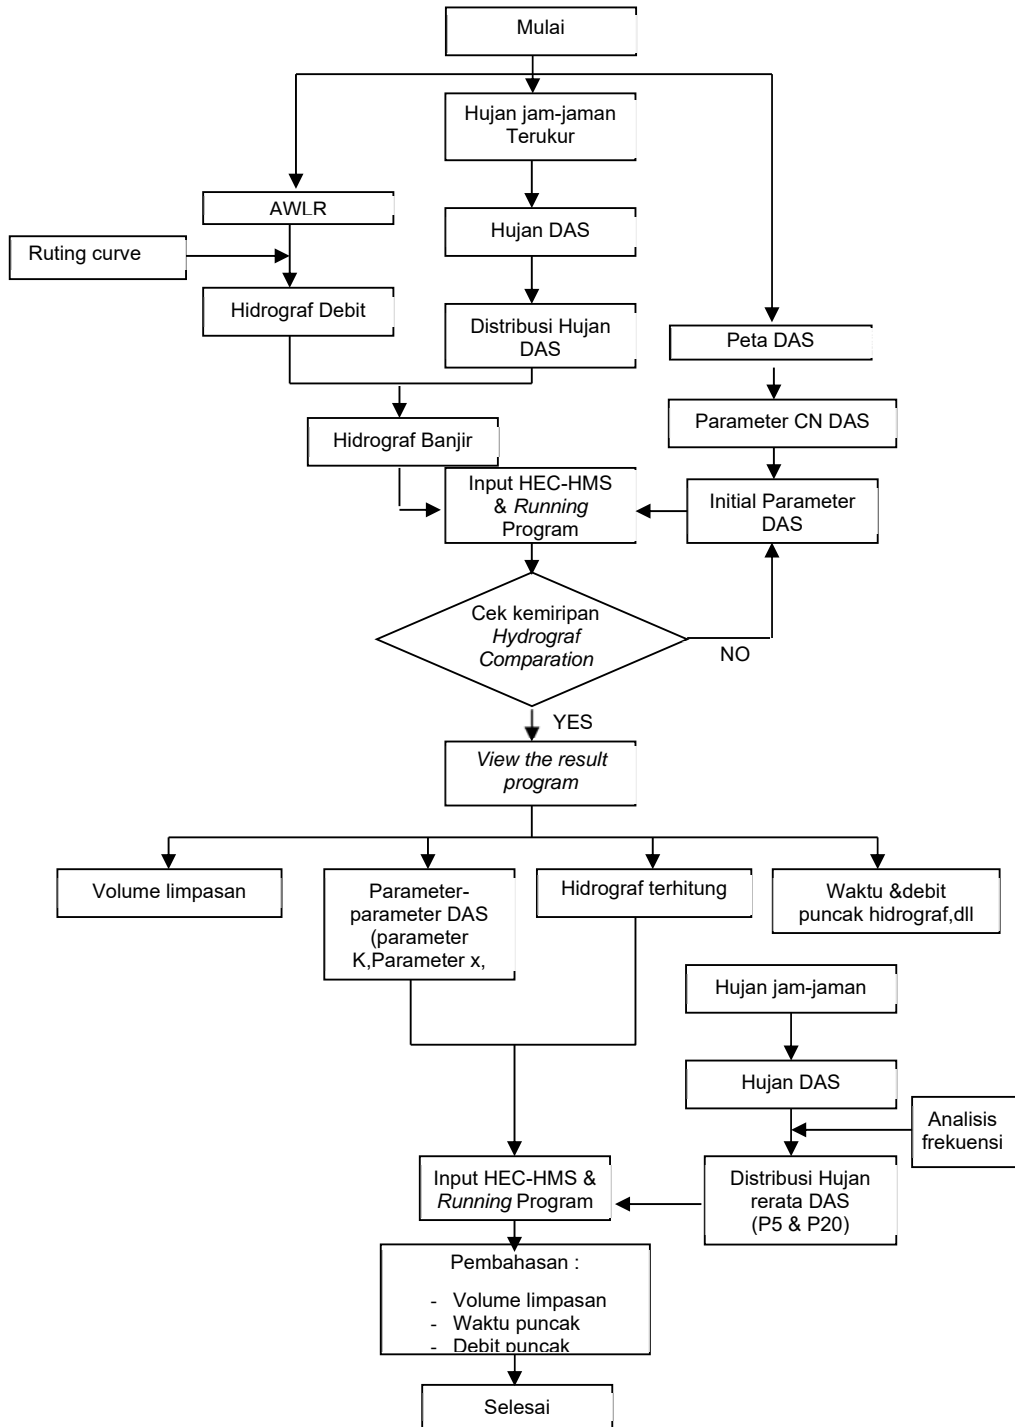 Mulai
Hujan jam-jaman
Terukur
AWLR
Hujan DAS
Ruting curve
Hidrograf Debit
Distribusi Hujan
DAS
Peta DAS
Parameter CN DAS
Hidrograf Banjir
Input HEC-HMS
& Running
Program
Initial Parameter
DAS
Cek kemiripan
Hydrograf
Comparation
NO
YES
View the result
program
Volume limpasan
Parameter-
parameter DAS
(parameter
K,Parameter x,
Hidrograf terhitung
Waktu &debit
puncak hidrograf,dll
Hujan jam-jaman
Hujan DAS
Analisis
frekuensi
Input HEC-HMS &
Running Program
Distribusi Hujan
rerata DAS
(P5 & P20)
Pembahasan :
- Volume limpasan
- Waktu puncak
- Debit puncak
Selesai